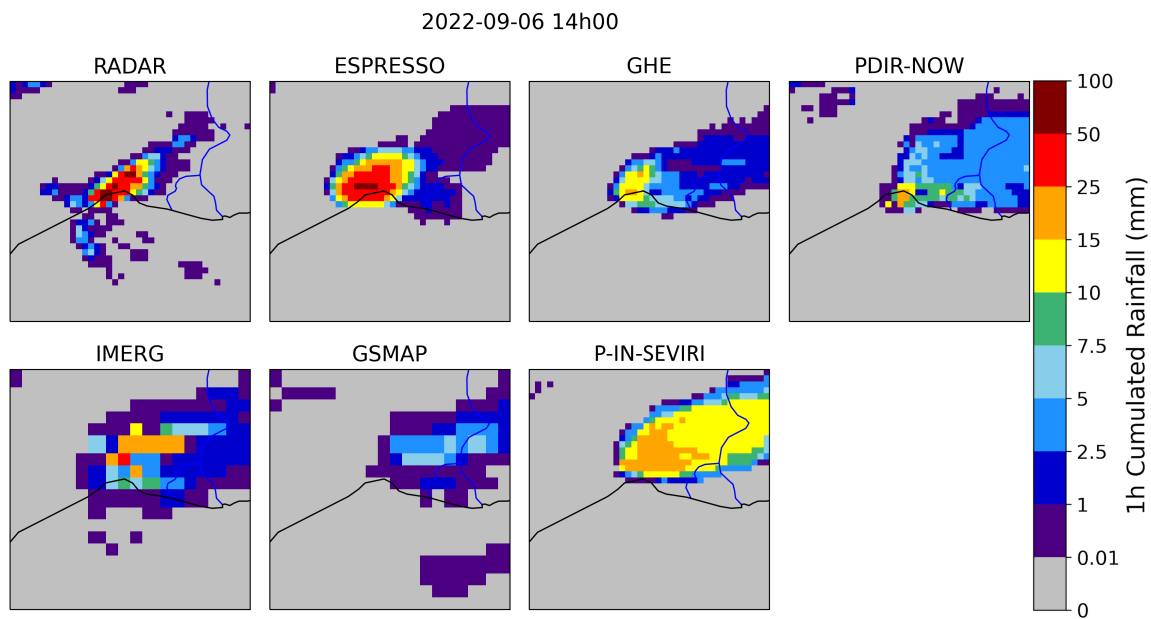 2022-09-06 14h00
RADAR
ESPRESSO
GHE
PDIR-NOW
IMERG
GSMAP
P-IN-SEVIRI
100
50
25
15
10
7.5
5
2.5
1
0.01
0
1h Cumulated Rainfall (mm)